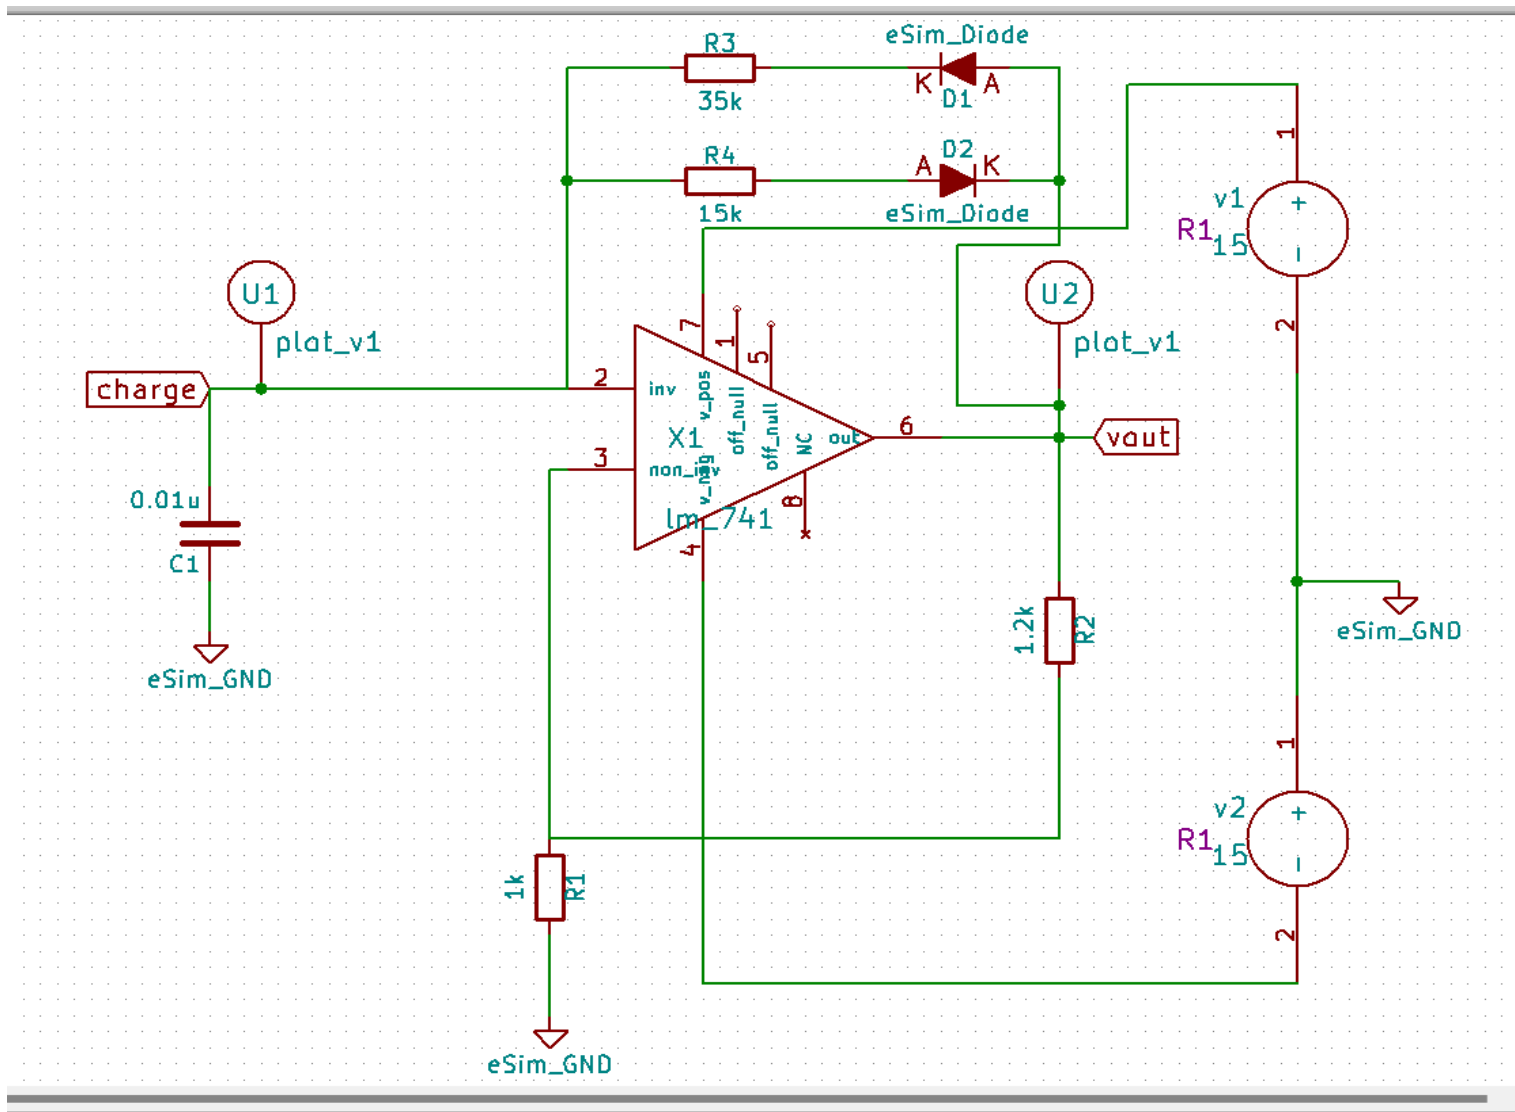 eSim_Diode
R3
K
A
35k
D1
1
D2
R4
A
K
15k
eSim_Diode
v1
+
R1
15
U1
U2
plot_v1
plot_v1
7
1
5
2
charge
2
inv
v_pos
off_null
off_null
NC
X1
out
6
vout
3
non_inv
v_neg
8
0.01u
lm_741
4
C1
eSim_GND
1.2k
R2
eSim_GND
1
v2
+
R1
15
1k
R1
2
eSim_GND